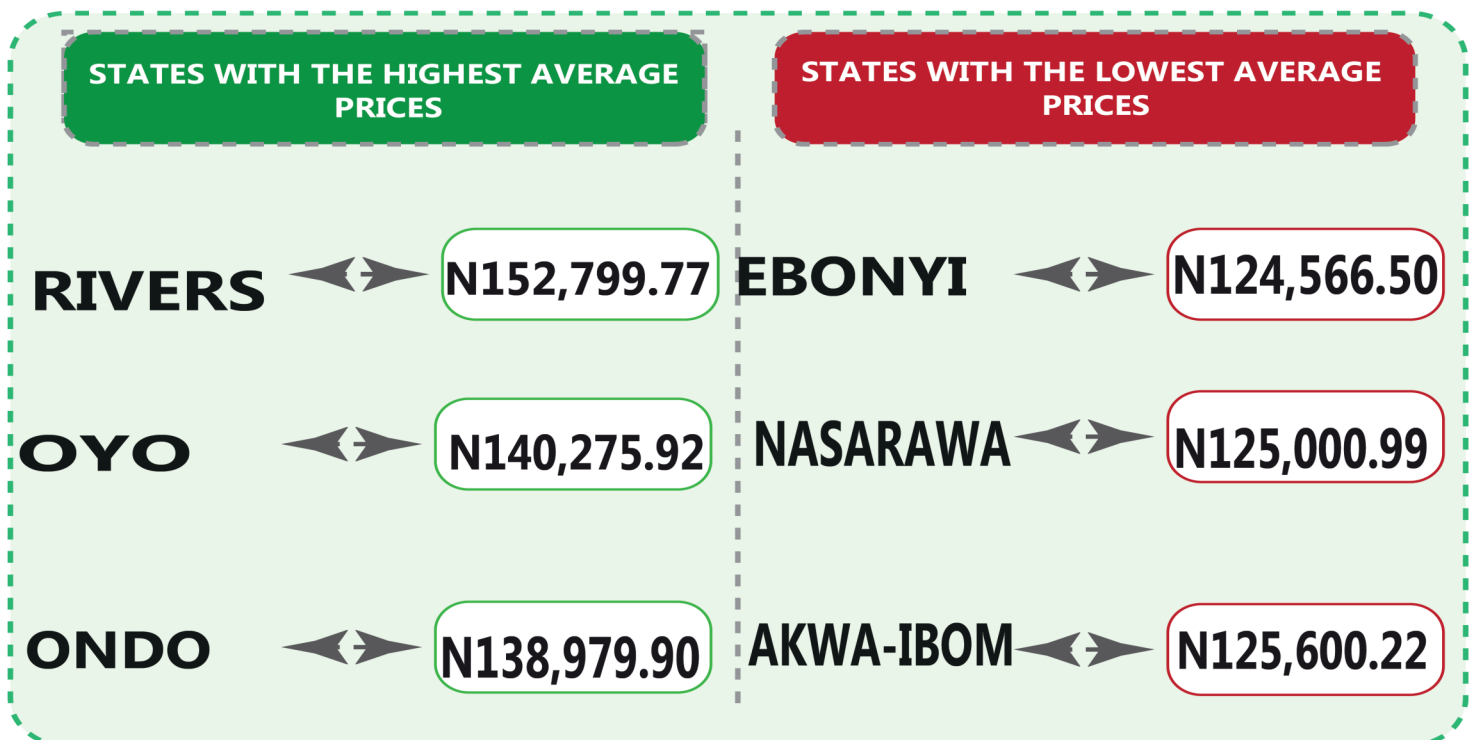 STATES WITH THE HIGHEST AVERAGE
PRICES
RIVERS N152,799.77
OYO N140,275.92
ONDO N138,979.90
STATES WITH THE LOWEST AVERAGE
PRICES
EBONYI N124,566.50
NASARAWA N125,000.99
AKWA-IBOM N125,600.22